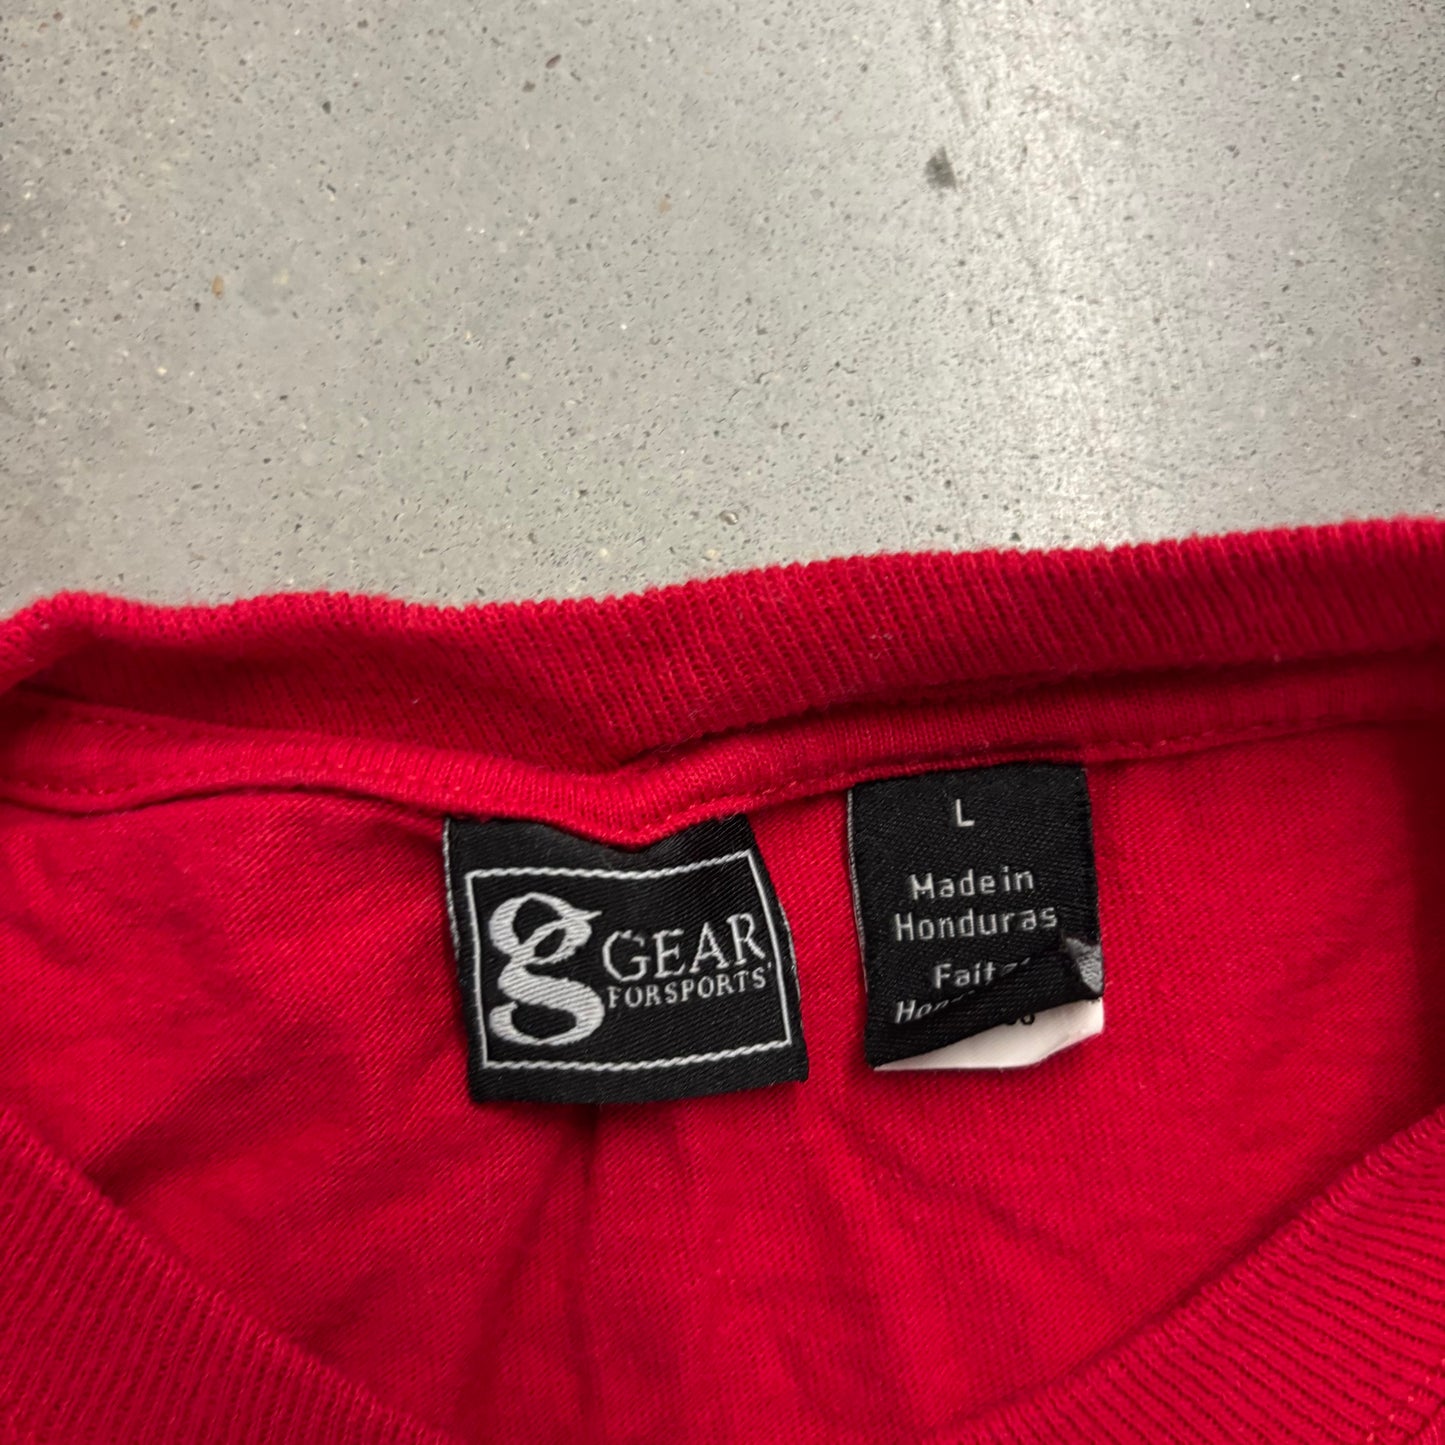 g GEAR
FORSPORTS®
L
Made in
Honduras